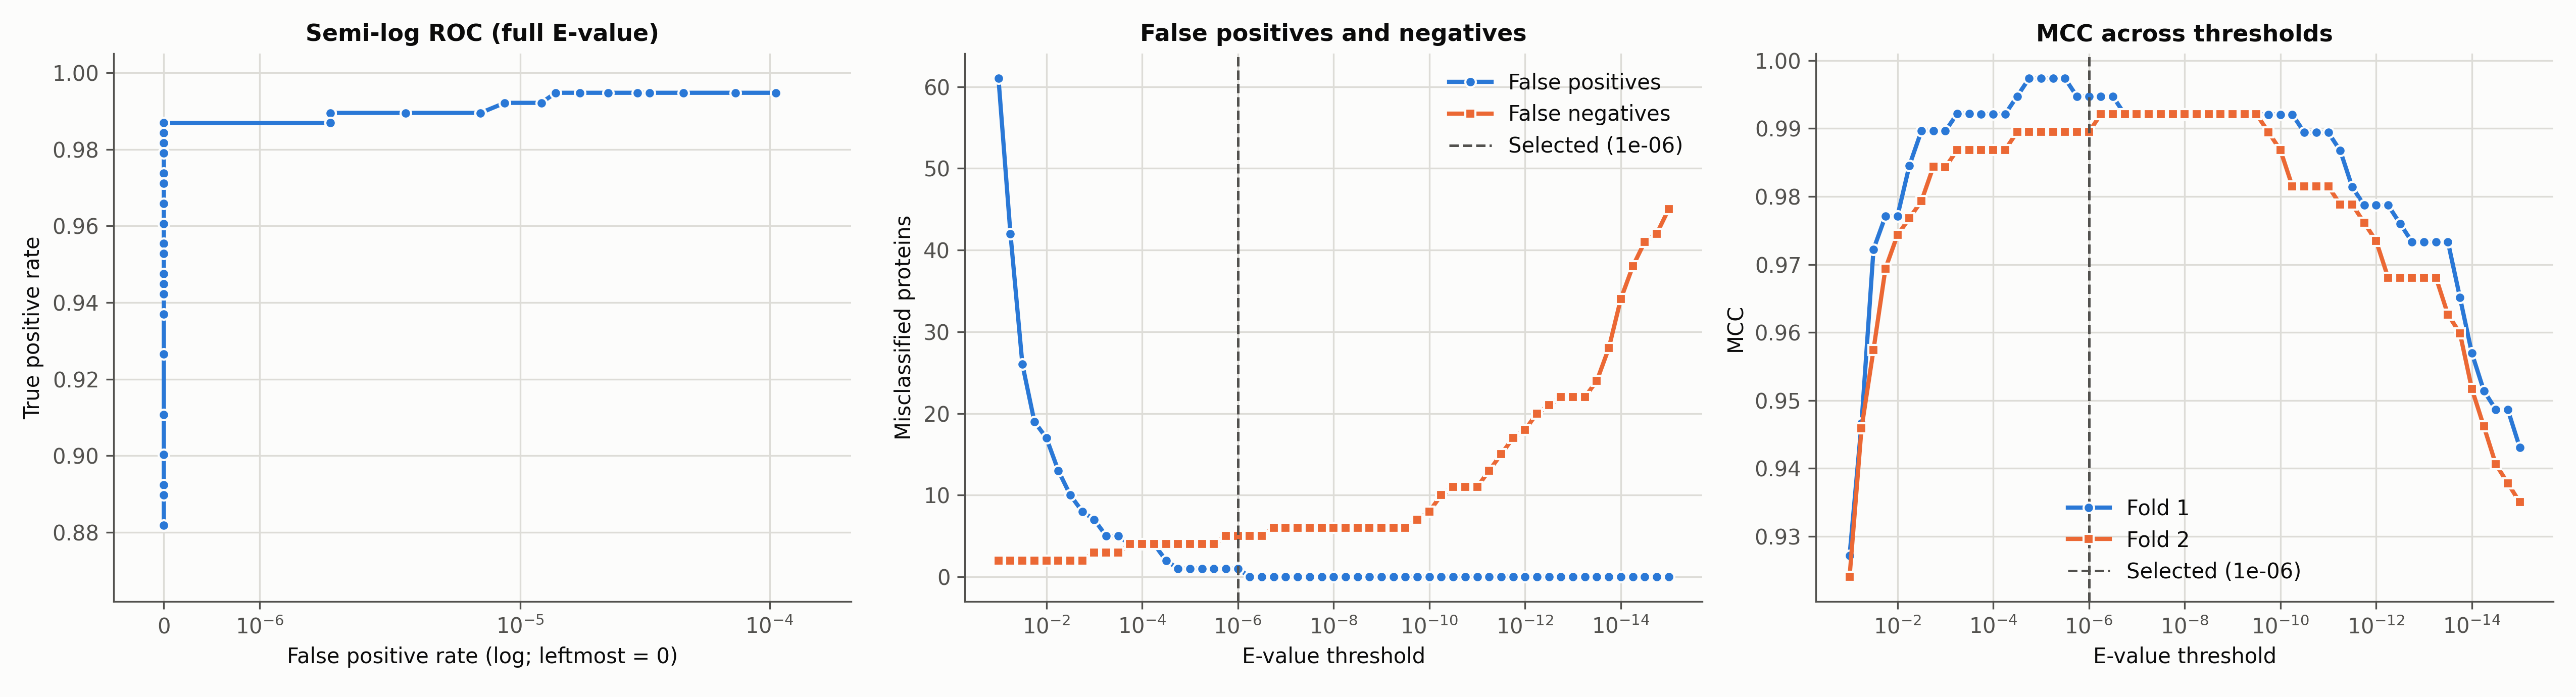 Semi-log ROC (full E-value)
True positive rate
1.00
0.98
0.96
0.94
0.92
0.90
0.88
0
10⁻⁶
10⁻⁵
10⁻⁴
False positive rate (log; leftmost = 0)
False positives and negatives
Misclassified proteins
60
50
40
30
20
10
0
False positives
False negatives
Selected (1e-06)
10⁻²
10⁻⁴
10⁻⁶
10⁻⁸
10⁻¹⁰
10⁻¹²
10⁻¹⁴
E-value threshold
MCC across thresholds
MCC
1.00
0.99
0.98
0.97
0.96
0.95
0.94
0.93
Fold 1
Fold 2
Selected (1e-06)
10⁻²
10⁻⁴
10⁻⁶
10⁻⁸
10⁻¹⁰
10⁻¹²
10⁻¹⁴
E-value threshold